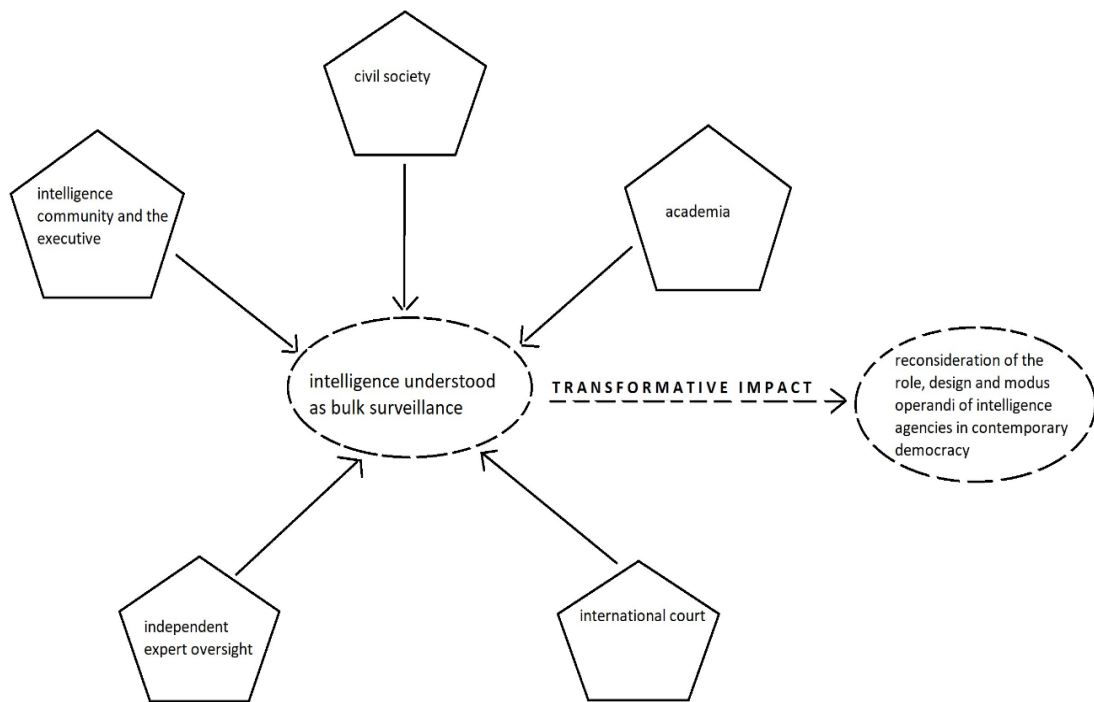 civil society
intelligence
community and the
executive
academia
intelligence understood
as bulk surveillance
TRANSFORMATIVE IMPACT
reconsideration of the
role, design and modus
operandi of intelligence
agencies in contemporary
democracy
independent
expert oversight
international court